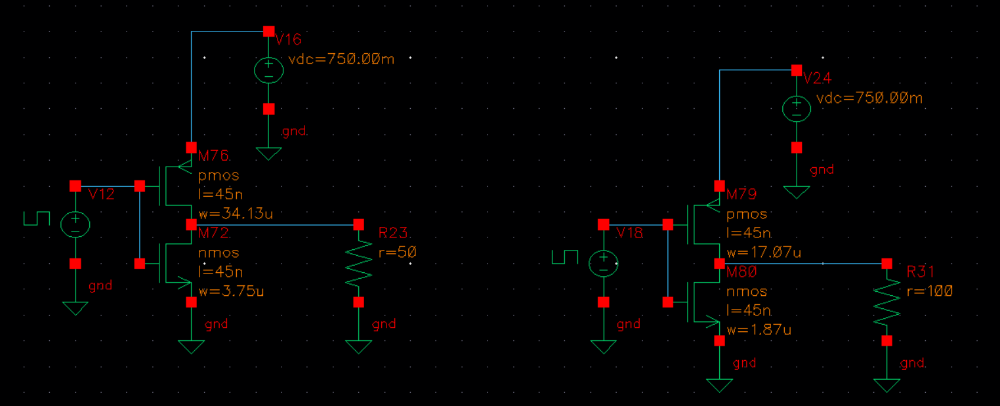 V16
vdc=750.00m
gnd
M76
pmos
l=45n
w=34.13u
V12
gnd
M72
nmos
l=45n
w=3.75u
gnd
R23
r=50
gnd
V24
vdc=750.00m
gnd
M79
pmos
l=45n
w=17.07u
V18
gnd
M80
nmos
l=45n
w=1.87u
gnd
R31
r=100
gnd